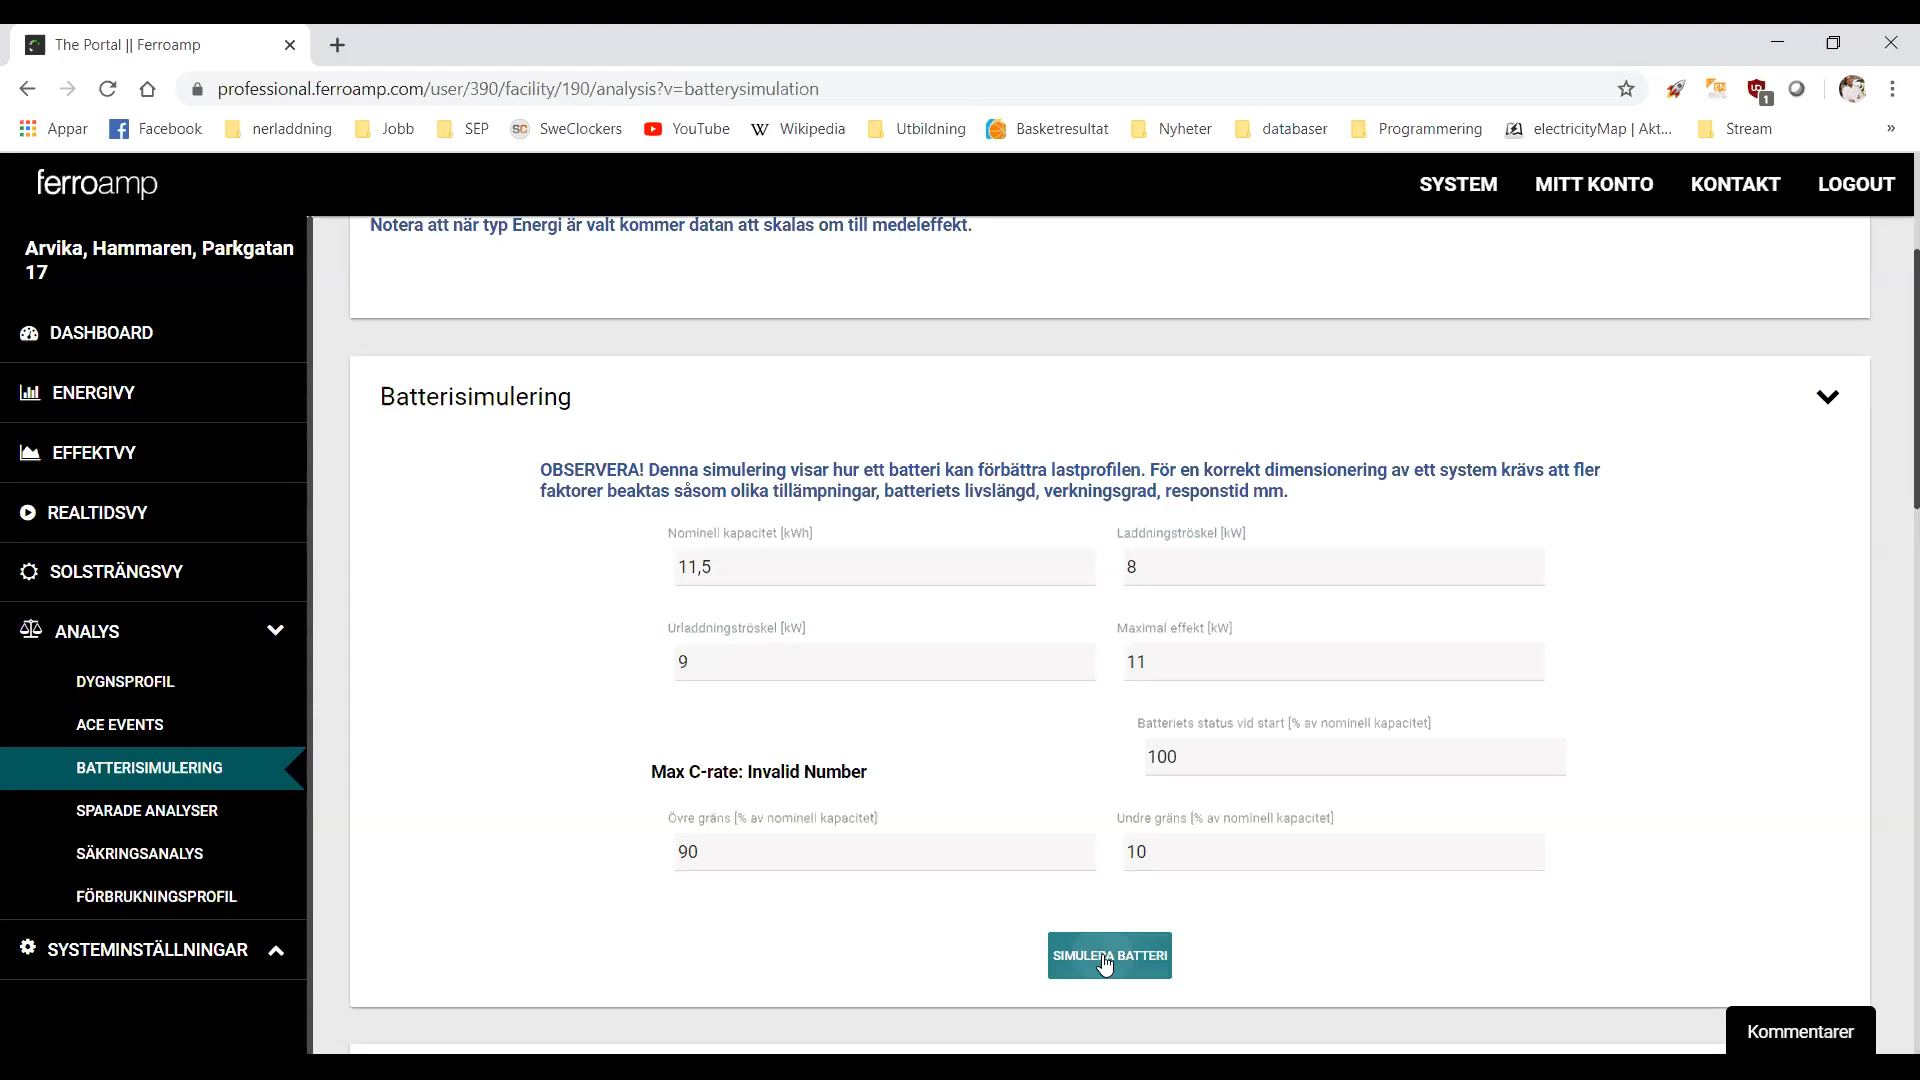 The Portal || Ferroamp
professional.ferroamp.com/user/390/facility/190/analysis?v=batterysimulation
EN
UD
1
Appar
Facebook
nerladdning
Jobb
SEP
SC SweClockers
YouTube
W Wikipedia
Utbildning
Basketresultat
Nyheter
databaser
Programmering
electricityMap | Akt...
Stream
»
ferroamp
SYSTEM
MITT KONTO
KONTAKT
LOGOUT
Arvika, Hammaren, Parkgatan
17
DASHBOARD
ENERGIVY
EFFEKTVY
REALTIDSVY
SOLSTRÄNGSVY
ANALYS
DYGNSPROFIL
ACE EVENTS
BATTERISIMULERING
SPARADE ANALYSER
SÄKRINGSANALYS
FÖRBRUKNINGSPROFIL
SYSTEMINSTÄLLNINGAR
Notera att när typ Energi är valt kommer datan att skalas om till medeleffekt.
Batterisimulering
OBSERVERA! Denna simulering visar hur ett batteri kan förbättra lastprofilen. För en korrekt dimensionering av ett system krävs att fler
faktorer beaktas såsom olika tillämpningar, batteriets livslängd, verkningsgrad, responstid mm.
Nominell kapacitet [kWh]
11,5
Laddningströskel [kW]
8
Urladdningströskel [kW]
9
Maximal effekt [kW]
11
Batteriets status vid start [% av nominell kapacitet]
100
Max C-rate: Invalid Number
Övre gräns [% av nominell kapacitet]
90
Undre gräns [% av nominell kapacitet]
10
SIMULERA BATTERI
Kommentarer